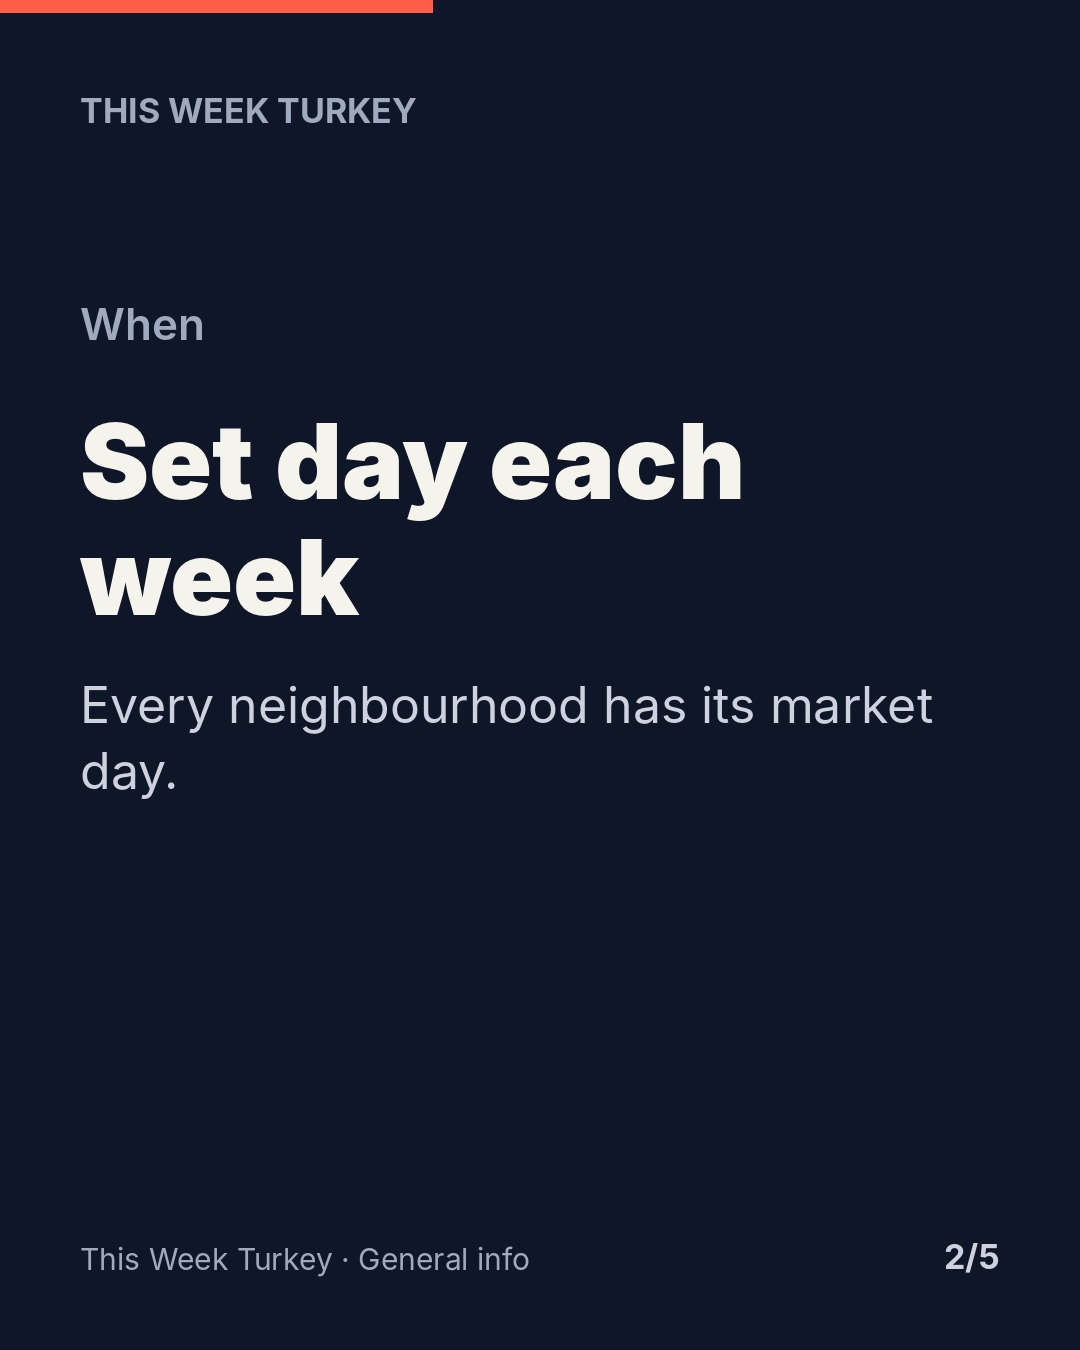 THIS WEEK TURKEY
When
Set day each
week
Every neighbourhood has its market
day.
This Week Turkey · General info
2/5